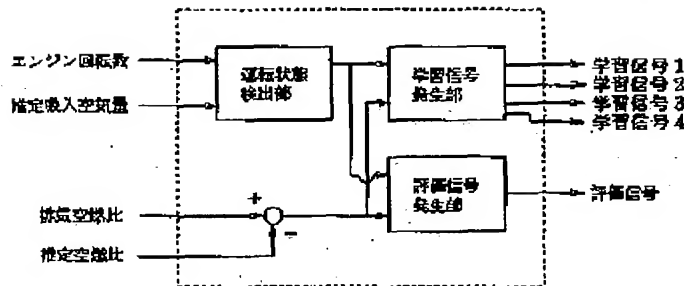 エンジン回転数
推定吸入空気量
排気空燃比
推定空燃比
+
−
運転状態
検出部
学習信号
発生部
評価信号
発生部
学習信号1
学習信号2
学習信号3
学習信号4
評価信号